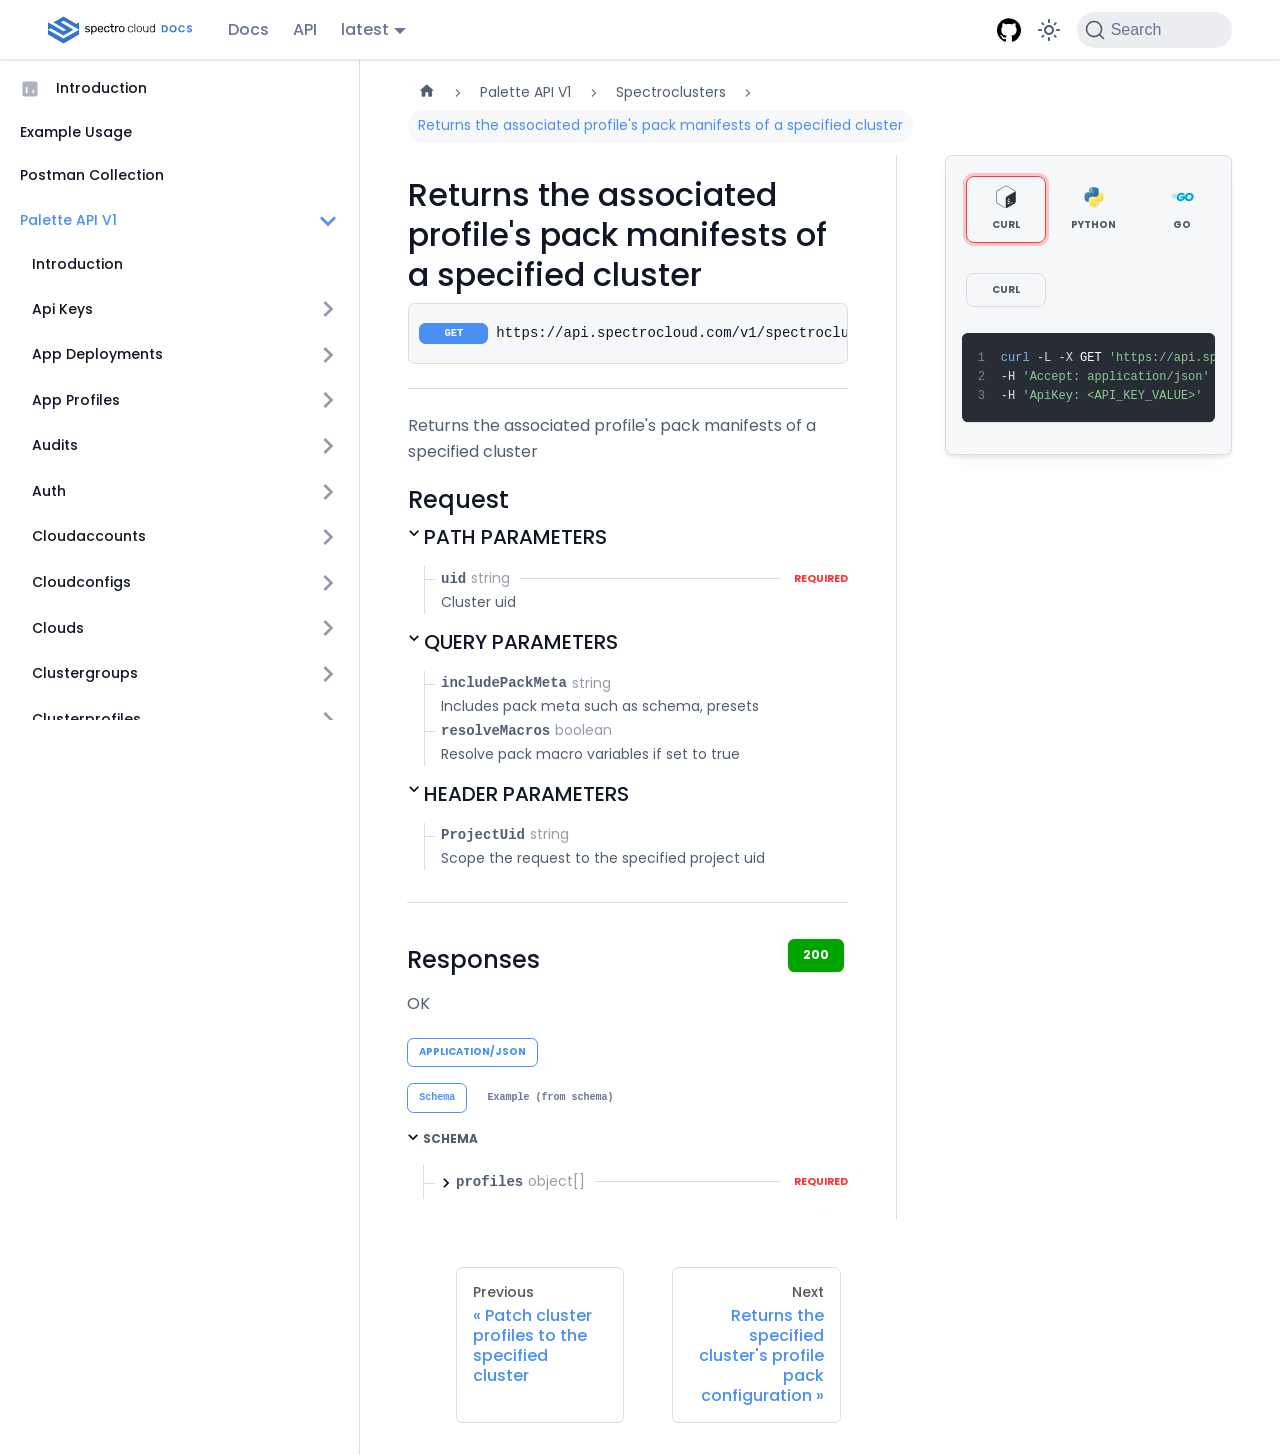 spectro cloud DOCS
Docs
API
latest
Search
Introduction
Example Usage
Postman Collection
Palette API V1
Introduction
Api Keys
App Deployments
App Profiles
Audits
Auth
Cloudaccounts
Cloudconfigs
Clouds
Clustergroups
Clusterprofiles
Palette API V1
Spectroclusters
Returns the associated profile's pack manifests of a specified cluster
Returns the associated
profile's pack manifests of
a specified cluster
GET https://api.spectrocloud.com/v1/spectroclu
Returns the associated profile's pack manifests of a
specified cluster
Request
PATH PARAMETERS
uid string REQUIRED
Cluster uid
QUERY PARAMETERS
includePackMeta string
Includes pack meta such as schema, presets
resolveMacros boolean
Resolve pack macro variables if set to true
HEADER PARAMETERS
ProjectUid string
Scope the request to the specified project uid
Responses
200
OK
APPLICATION/JSON
Schema
Example (from schema)
SCHEMA
profiles object[] REQUIRED
CURL
PYTHON
GO
CURL
1 curl -L -X GET 'https://api.sp
2 -H 'Accept: application/json'
3 -H 'ApiKey: <API_KEY_VALUE>'
Previous
« Patch cluster
profiles to the
specified
cluster
Next
Returns the
specified
cluster's profile
pack
configuration »